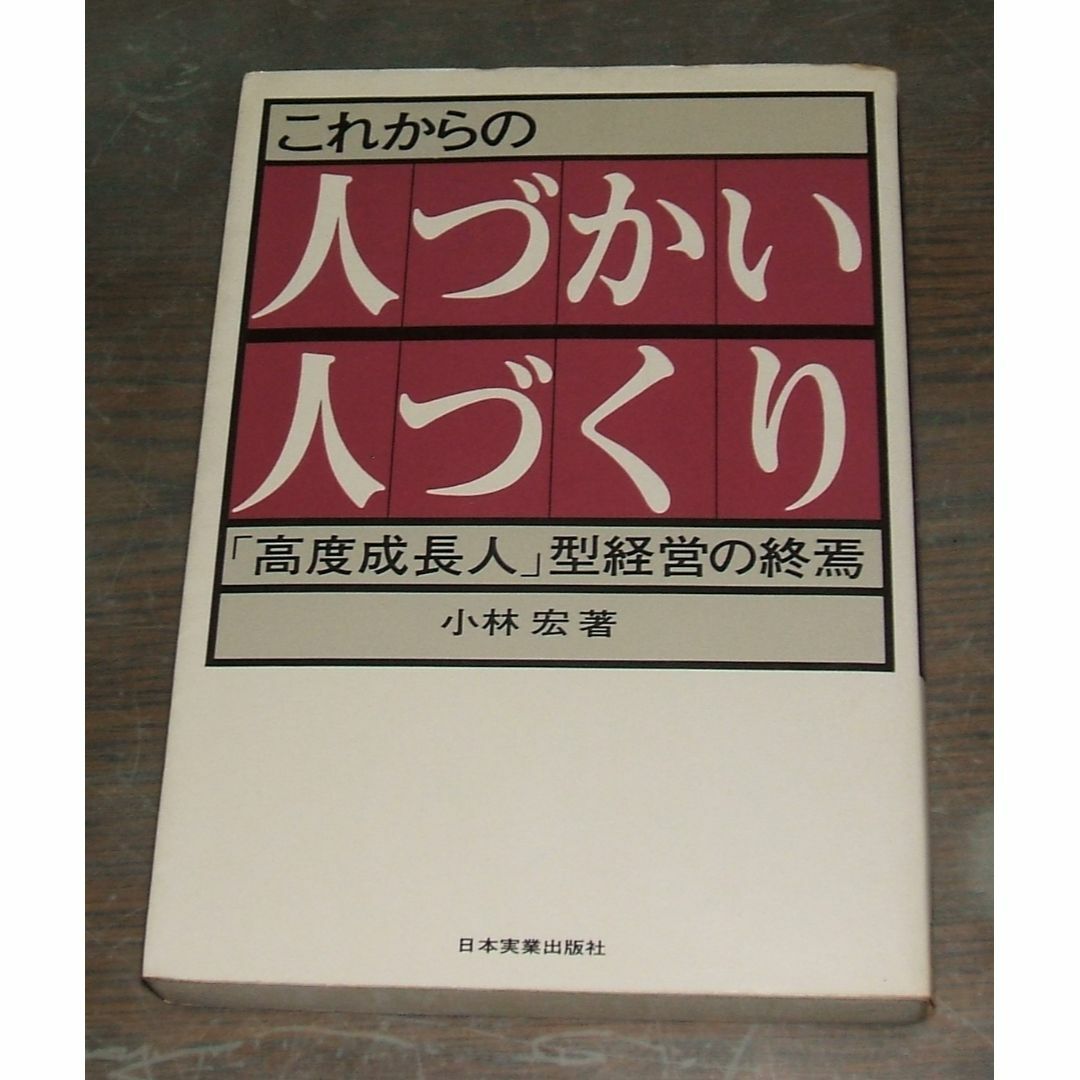 これからの
人づかい
人づくり
「高度成長人」型経営の終焉
小林 宏 著
日本実業出版社